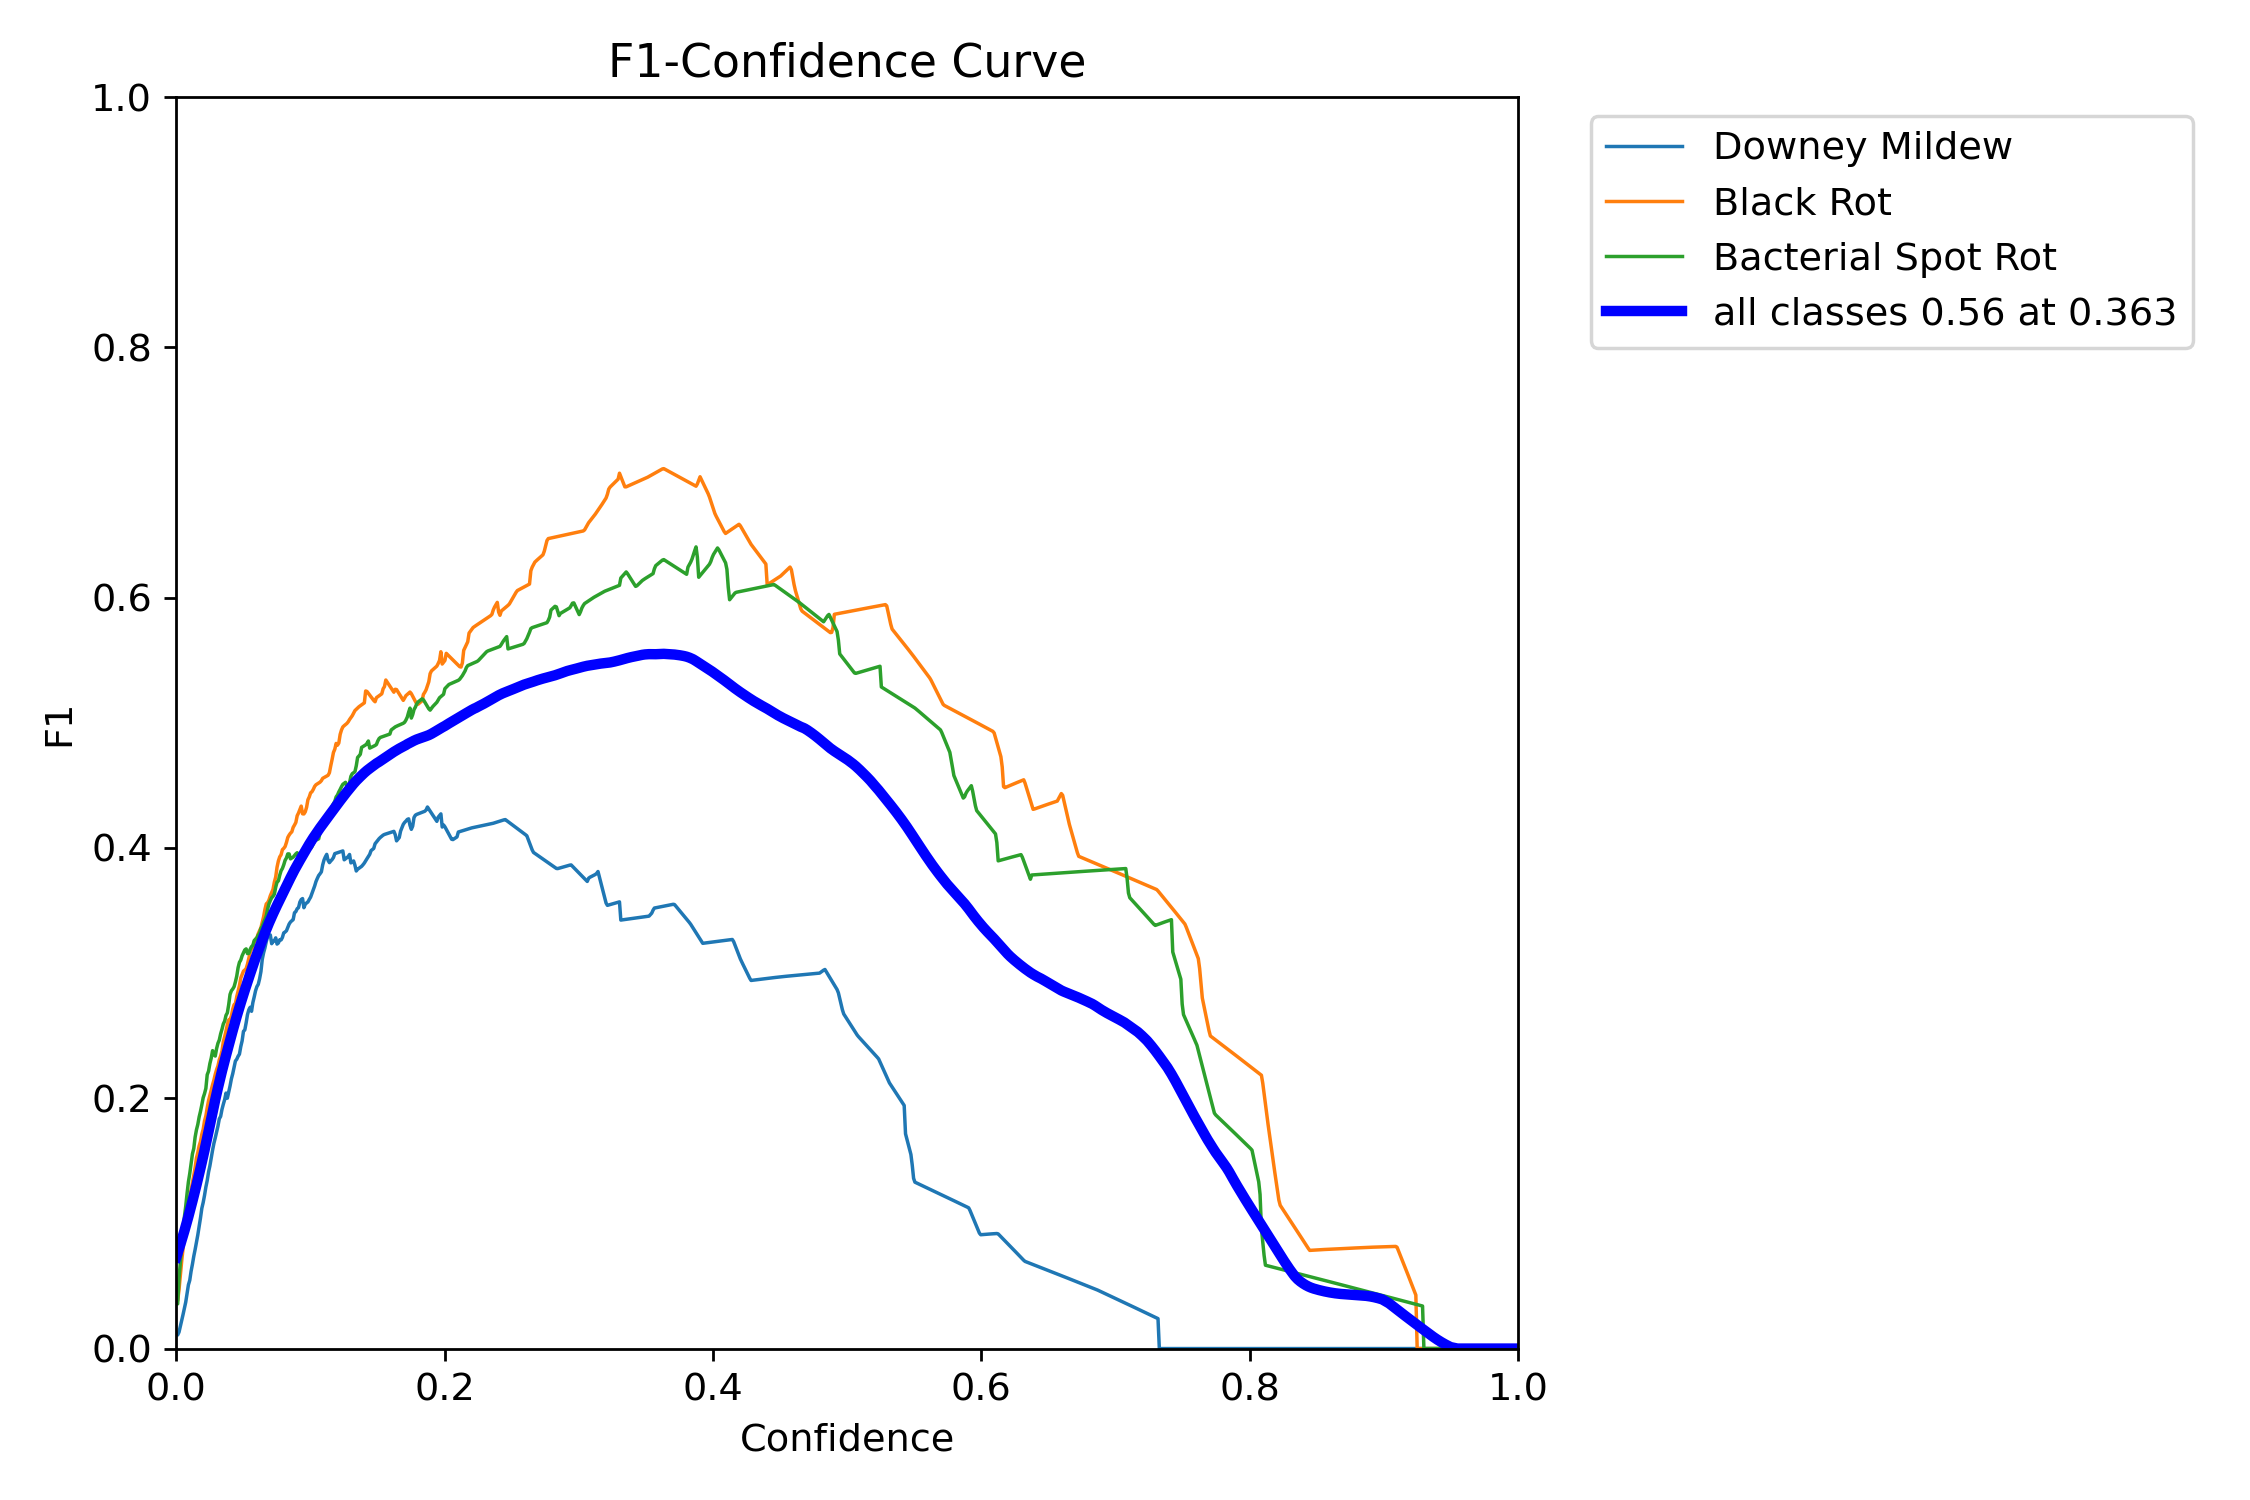 F1-Confidence Curve
1.0
0.8
0.6
0.4
0.2
0.0
F1
0.0 0.2 0.4 0.6 0.8 1.0
Confidence
Downey Mildew
Black Rot
Bacterial Spot Rot
all classes 0.56 at 0.363